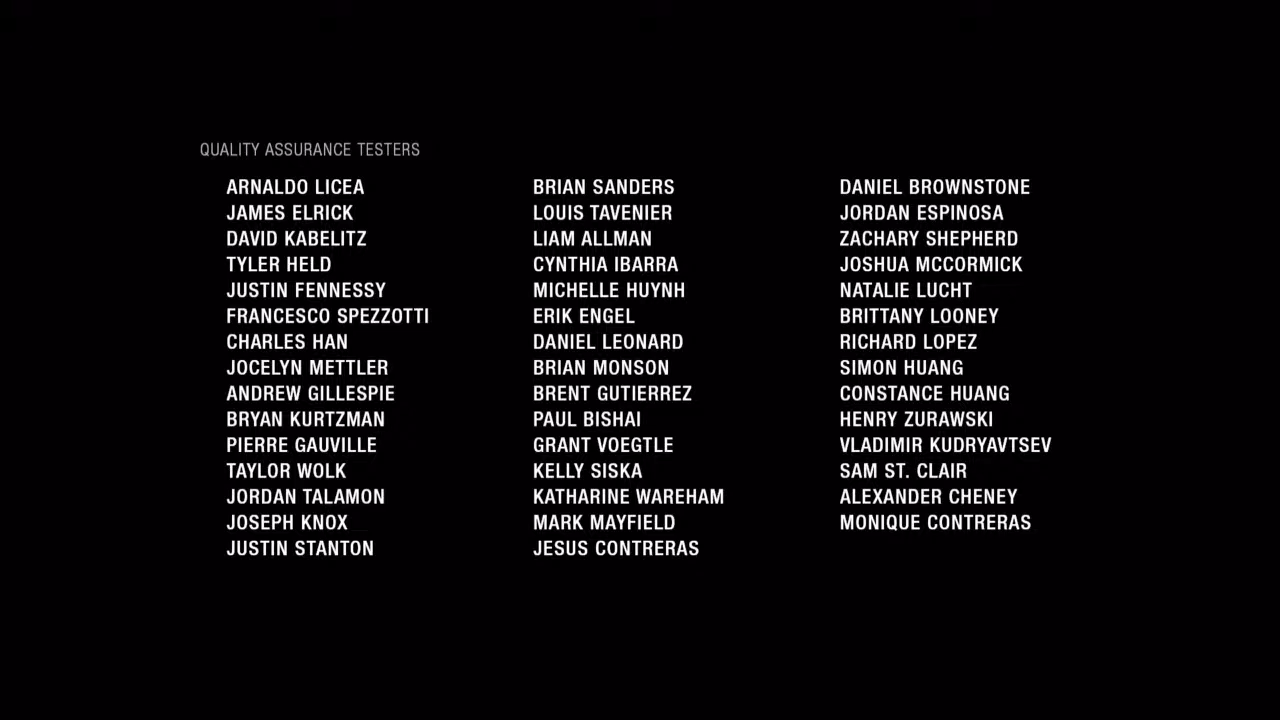 QUALITY ASSURANCE TESTERS
ARNALDO LICEA
JAMES ELRICK
DAVID KABELITZ
TYLER HELD
JUSTIN FENNESSY
FRANCESCO SPEZZOTTI
CHARLES HAN
JOCELYN METTLER
ANDREW GILLESPIE
BRYAN KURTZMAN
PIERRE GAUVILLE
TAYLOR WOLK
JORDAN TALAMON
JOSEPH KNOX
JUSTIN STANTON
BRIAN SANDERS
LOUIS TAVENIER
LIAM ALLMAN
CYNTHIA IBARRA
MICHELLE HUYNH
ERIK ENGEL
DANIEL LEONARD
BRIAN MONSON
BRENT GUTIERREZ
PAUL BISHAI
GRANT VOEGTLE
KELLY SISKA
KATHARINE WAREHAM
MARK MAYFIELD
JESUS CONTRERAS
DANIEL BROWNSTONE
JORDAN ESPINOSA
ZACHARY SHEPHERD
JOSHUA MCCORMICK
NATALIE LUCHT
BRITTANY LOONEY
RICHARD LOPEZ
SIMON HUANG
CONSTANCE HUANG
HENRY ZURAWSKI
VLADIMIR KUDRYAVTSEV
SAM ST. CLAIR
ALEXANDER CHENEY
MONIQUE CONTRERAS